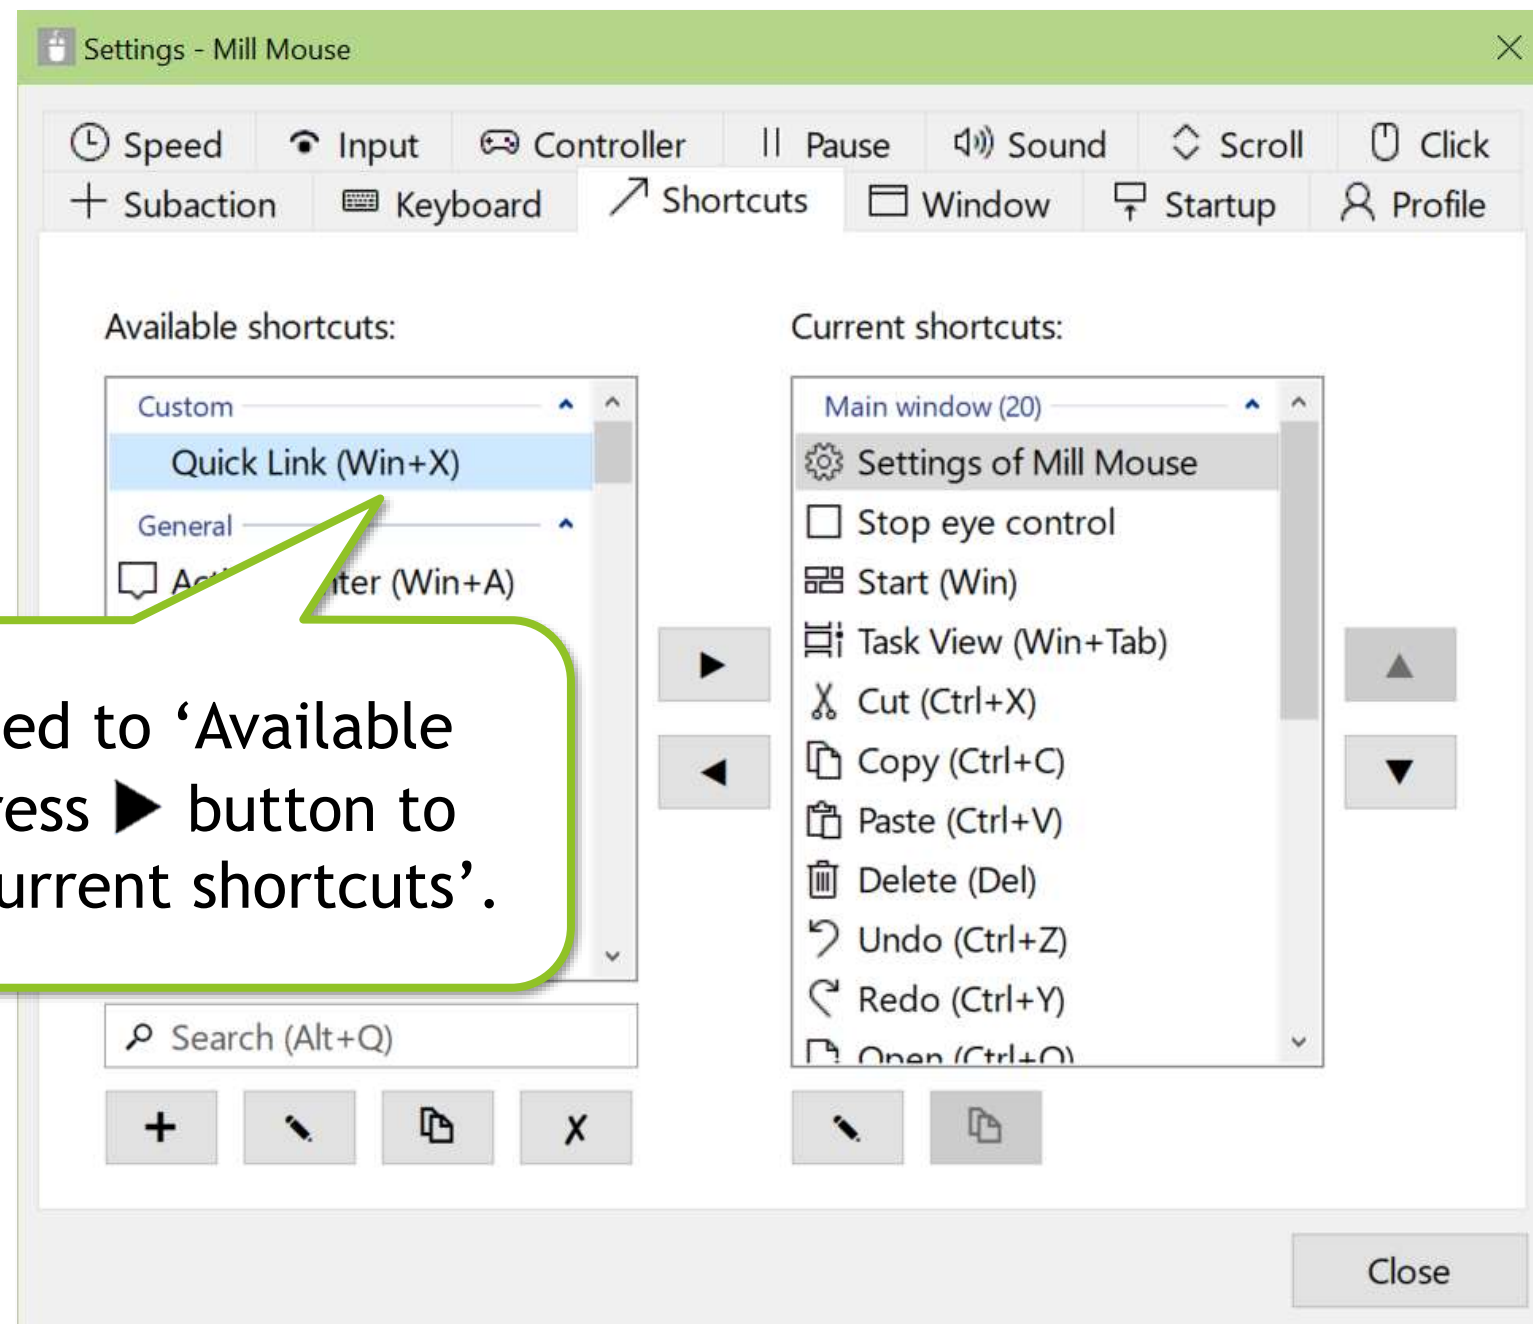 Settings - Mill Mouse
Speed Input Controller Pause Sound Scroll Click
Subaction Keyboard Shortcuts Window Startup Profile
Available shortcuts:
Custom
Quick Link (Win+X)
General
(Win+A)
ed to ‘Available
button to
shortcuts’.
Search (Alt+Q)
Current shortcuts:
Main window (20)
Settings of Mill Mouse
Stop eye control
Start (Win)
Task View (Win+Tab)
Cut (Ctrl+X)
Copy (Ctrl+C)
Paste (Ctrl+V)
Delete (Del)
Undo (Ctrl+Z)
Redo (Ctrl+Y)
Open (Ctrl+O)
Close